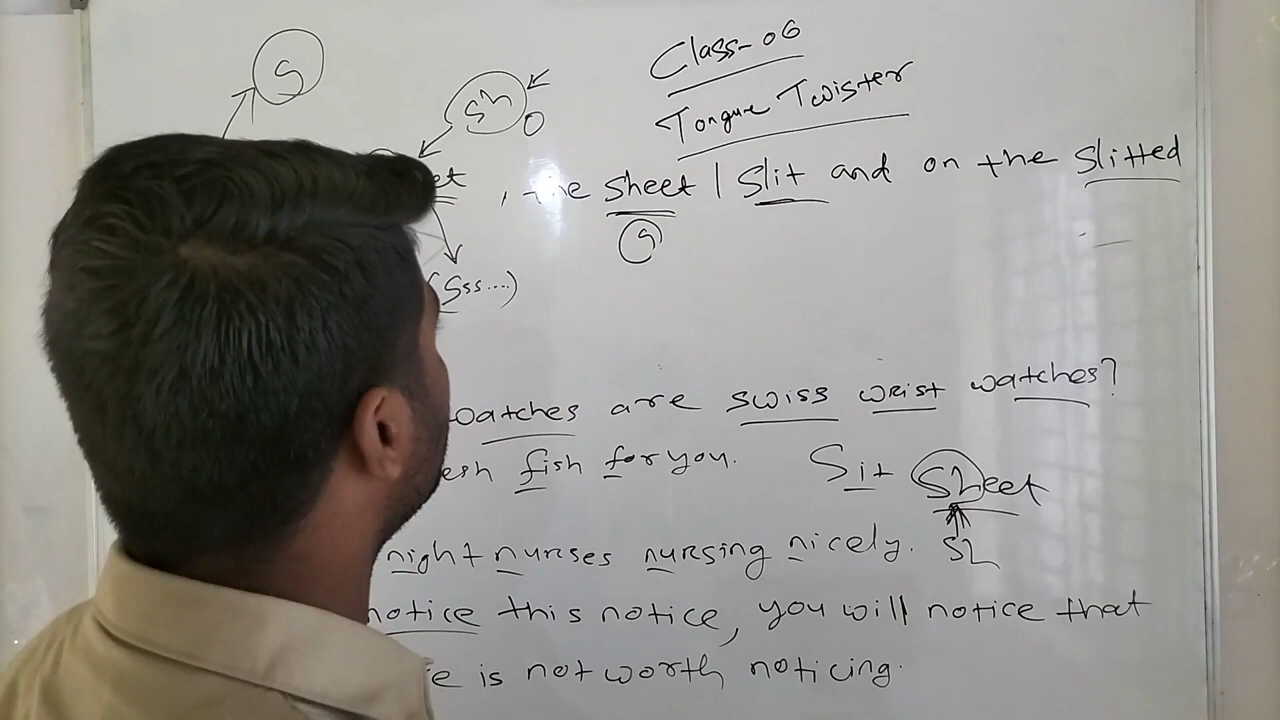 S
Sh
Class-06
Tongue Twister
the sheet I slit and on the slitted
S
(Sss....)
watches are swiss wrist watches?
fish for you. Sit Sheet
night nurses nursing nicely. Sh
notice this notice, you will notice that
is not worth noticing.